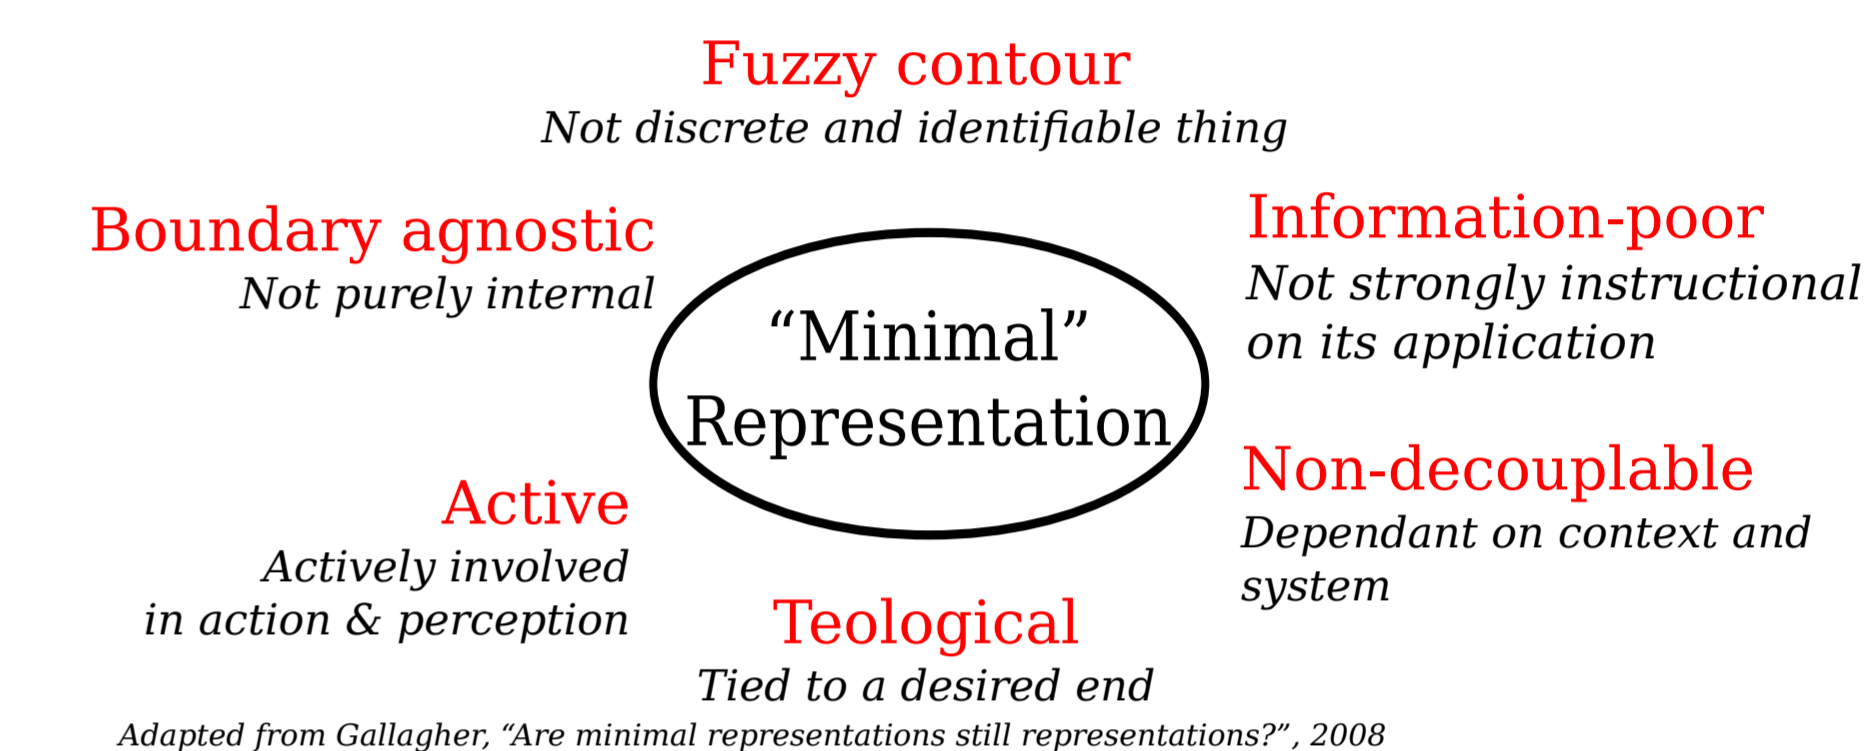 Fuzzy contour
Not discrete and identifiable thing
Boundary agnostic
Not purely internal
Information-poor
Not strongly instructional
on its application
“Minimal”
Representation
Active
Actively involved
in action & perception
Non-decouplable
Dependant on context and
system
Teological
Tied to a desired end
Adapted from Gallagher, “Are minimal representations still representations?”, 2008